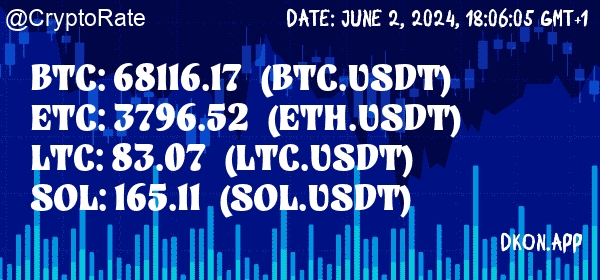 @CryptoRate
DATE: JUNE 2, 2024, 18:06:05 GMT+1
BTC: 68116.17 (BTC.USDT)
ETC: 3796.52 (ETH.USDT)
LTC: 83.07 (LTC.USDT)
SOL: 165.11 (SOL.USDT)
DKON.APP